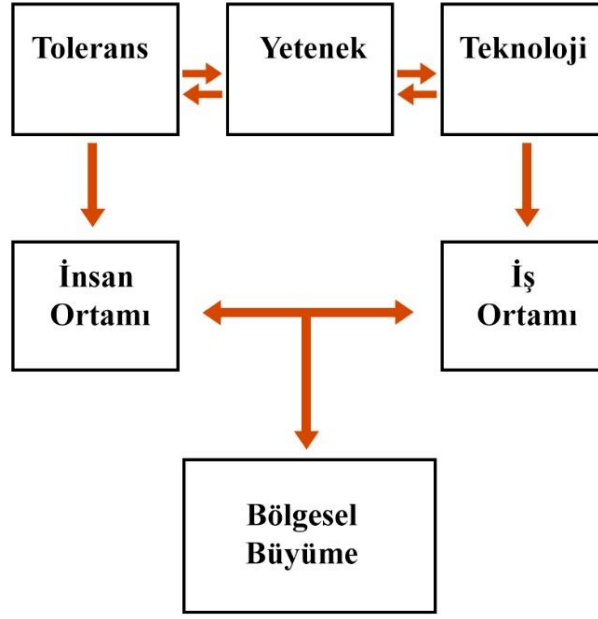 Tolerans
Yetenek
Teknoloji
İnsan
Ortamı
İş
Ortamı
Bölgesel
Büyüme